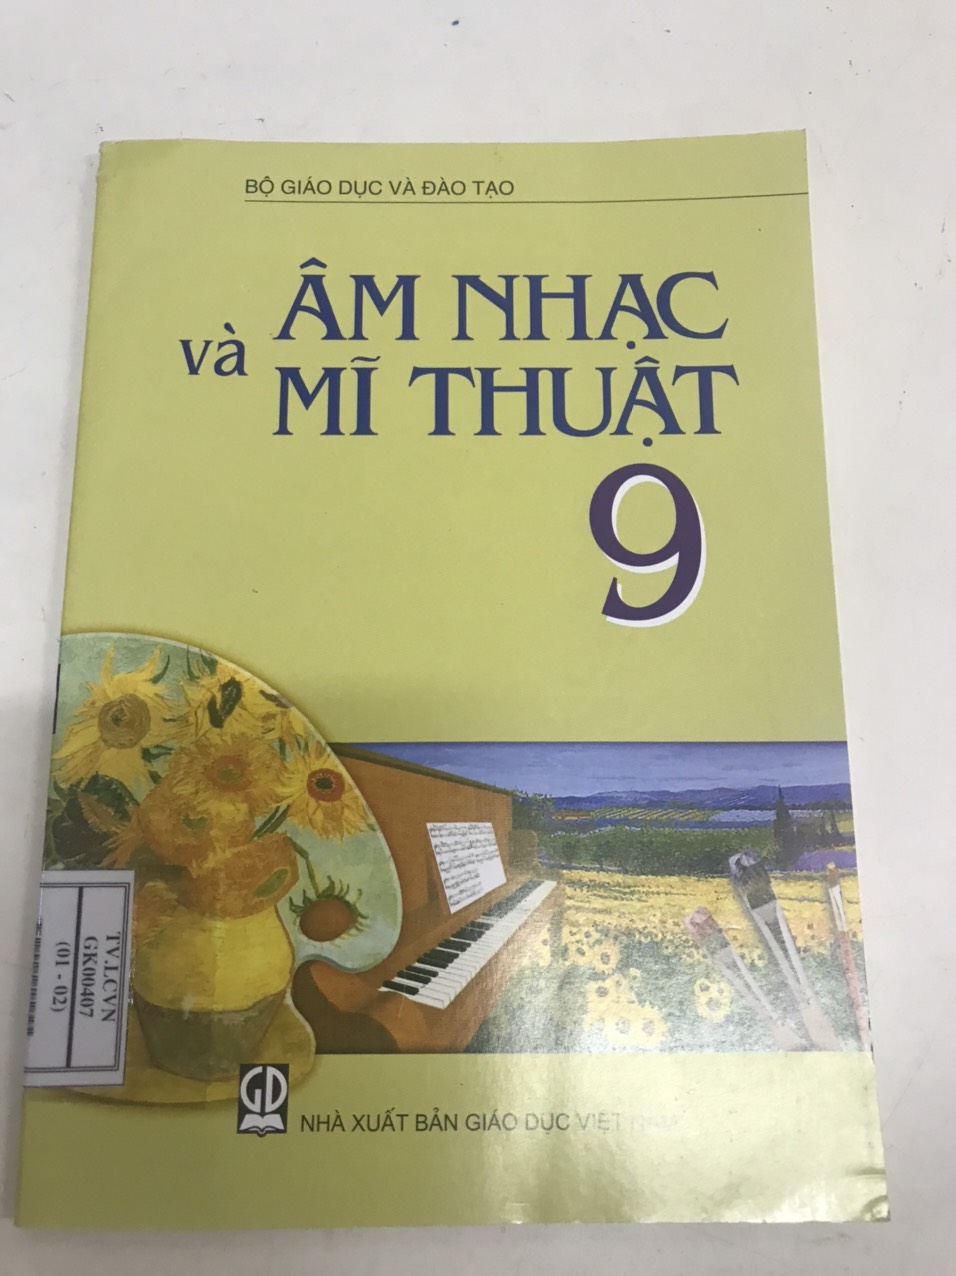 BỘ GIÁO DỤC VÀ ĐÀO TẠO
ÂM NHẠC
và MĨ THUẬT
9
TV.LCVN
GK00407
(01 - 02)
GD
NHÀ XUẤT BẢN GIÁO DỤC VIỆT NAM